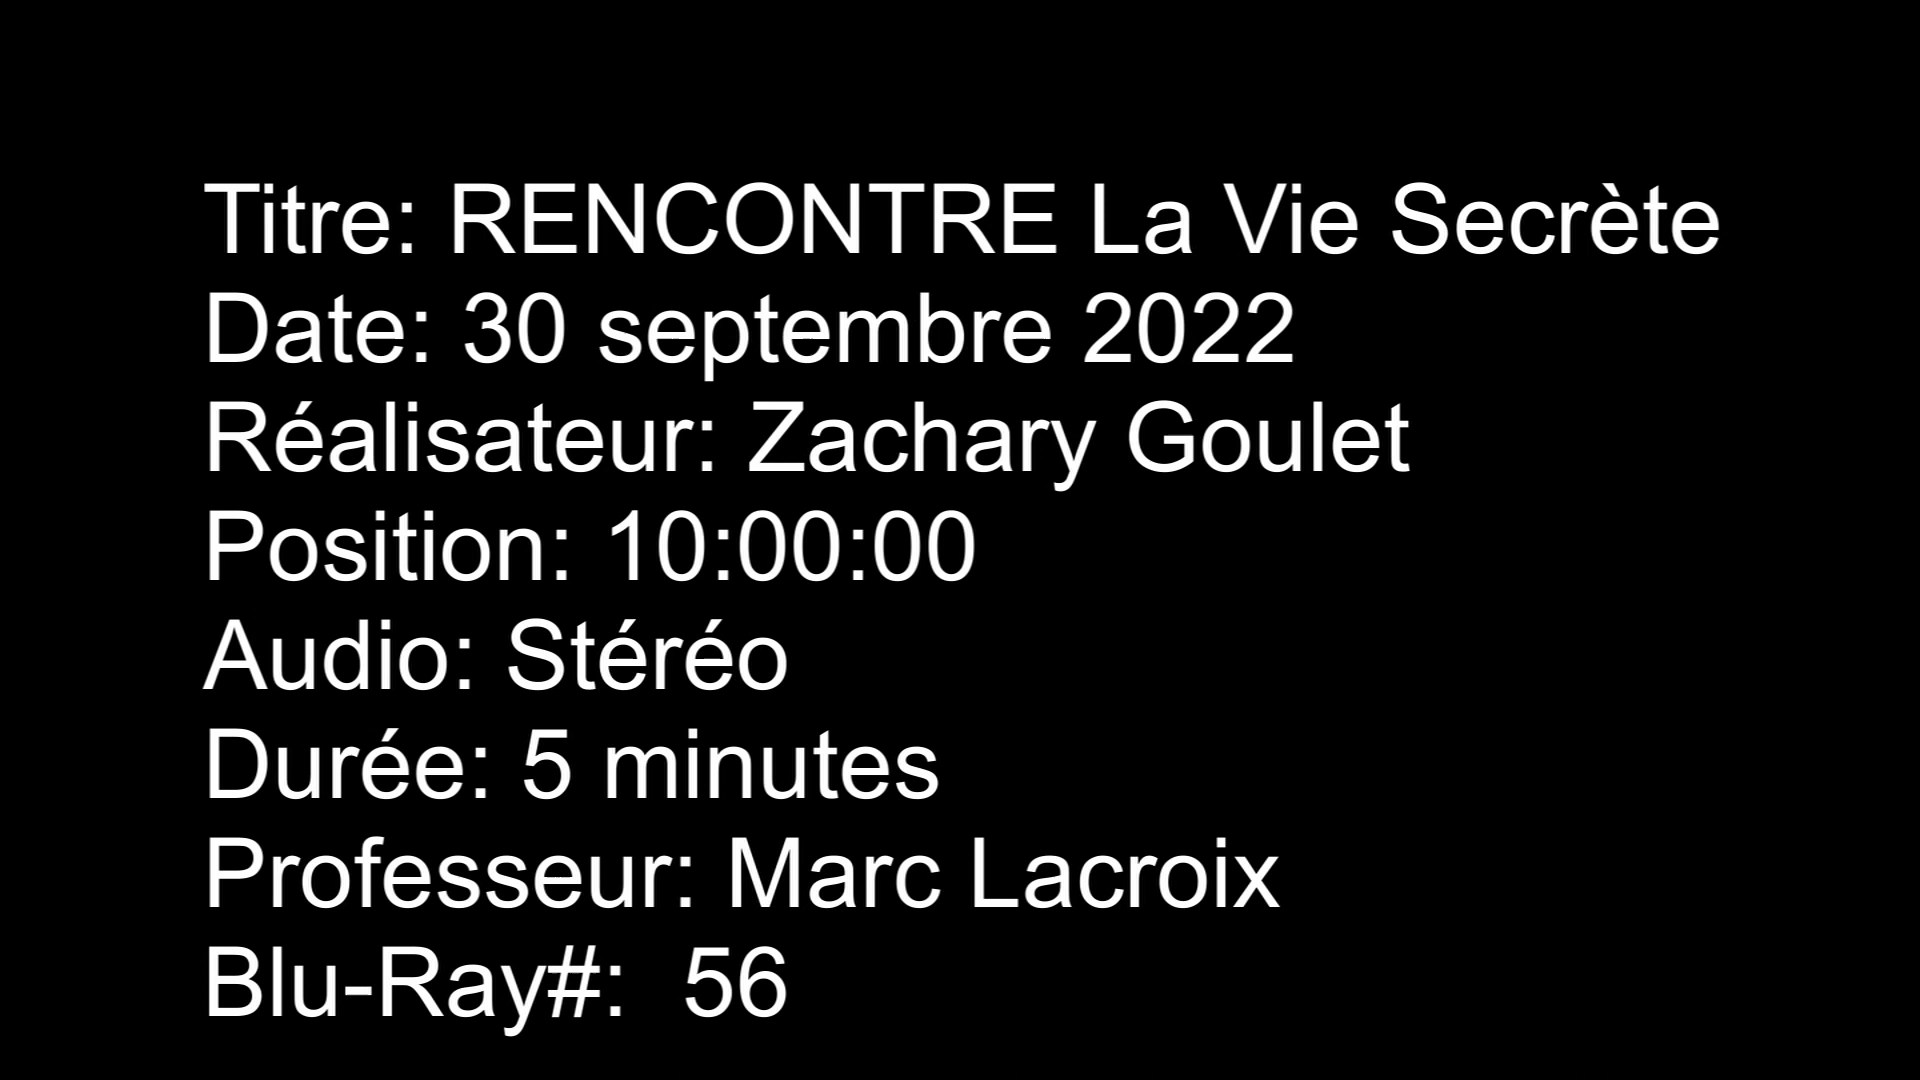 Titre: RENCONTRE La Vie Secrète
Date: 30 septembre 2022
Réalisateur: Zachary Goulet
Position: 10:00:00
Audio: Stéréo
Durée: 5 minutes
Professeur: Marc Lacroix
Blu-Ray#:  56